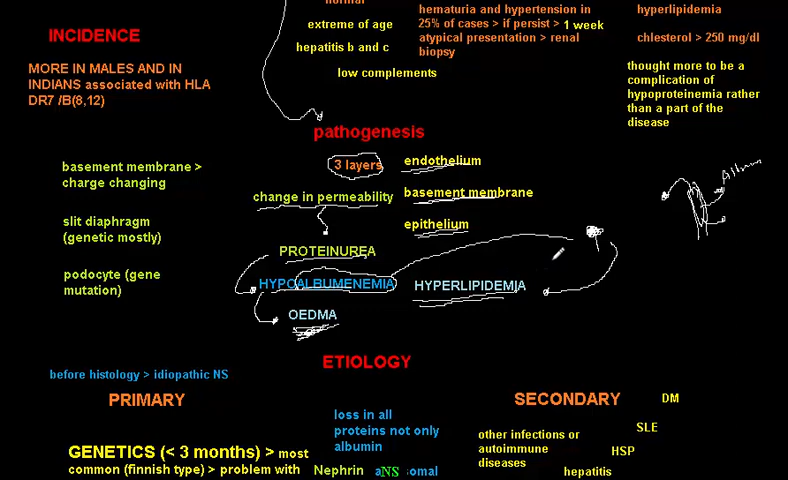 normal
extreme of age
hepatitis b and c
low complements
hematuria and hypertension in
25% of cases > if persist > 1 week
atypical presentation > renal
biopsy
hyperlipidemia
chlesterol > 250 mg/dl
thought more to be a
complication of
hypoproteinemia rather
than a part of the
disease
INCIDENCE
MORE IN MALES AND IN
INDIANS associated with HLA
DR7 /B(8,12)
pathogenesis
3 layers
endothelium
basement membrane
epithelium
change in permeability
basement membrane >
charge changing
slit diaphragm
(genetic mostly)
podocyte (gene
mutation)
PROTEINUREA
HYPOALBUMENEMIA
HYPERLIPIDEMIA
OEDMA
Album
ETIOLOGY
before histology > idiopathic NS
PRIMARY
SECONDARY
DM
SLE
HSP
hepatitis
other infections or
autoimmune
diseases
loss in all
proteins not only
albumin
GENETICS (< 3 months) > most
common (finnish type) > problem with
Nephrin
NS
omal